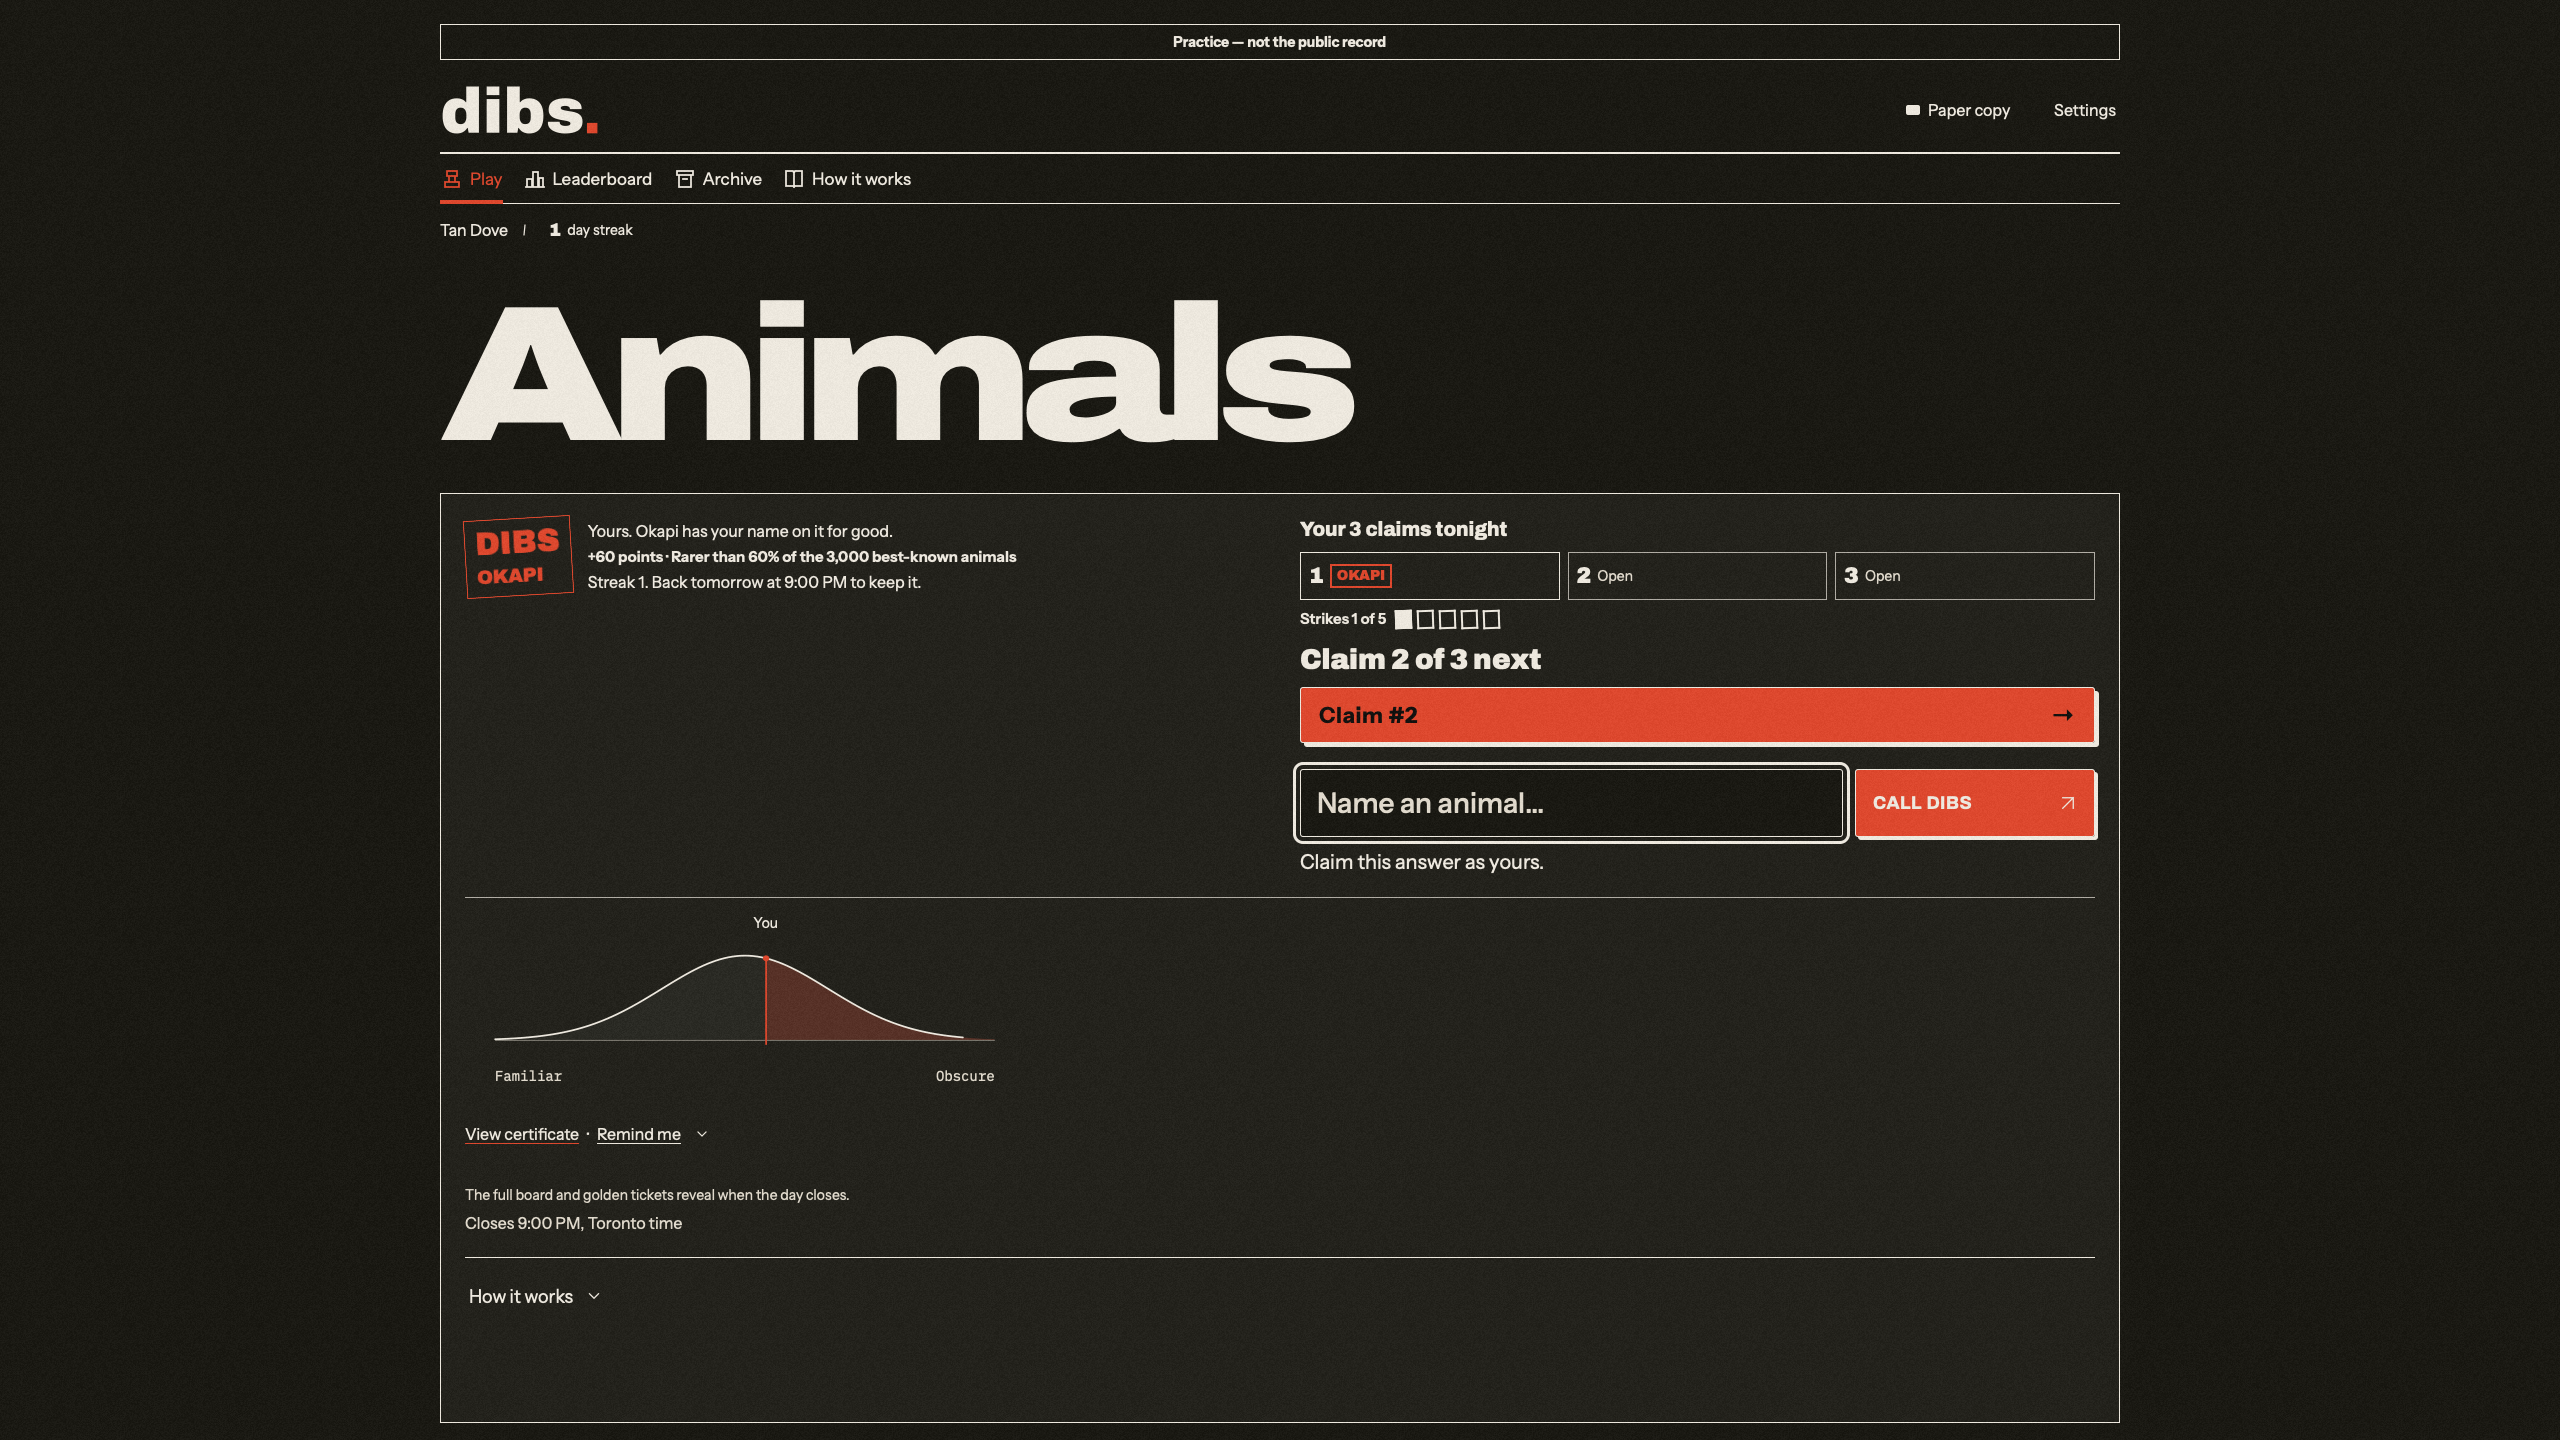 Practice — not the public record
dibs.
Paper copy
Settings
Play
Leaderboard
Archive
How it works
Tan Dove / 1 day streak
Animals
DIBS
OKAPI
Yours. Okapi has your name on it for good.
+60 points · Rarer than 60% of the 3,000 best-known animals
Streak 1. Back tomorrow at 9:00 PM to keep it.
Your 3 claims tonight
1 OKAPI
2 Open
3 Open
Strikes 1 of 5
Claim 2 of 3 next
Claim #2 →
Name an animal...
CALL DIBS
Claim this answer as yours.
You
Familiar
Obscure
View certificate · Remind me
The full board and golden tickets reveal when the day closes.
Closes 9:00 PM, Toronto time
How it works